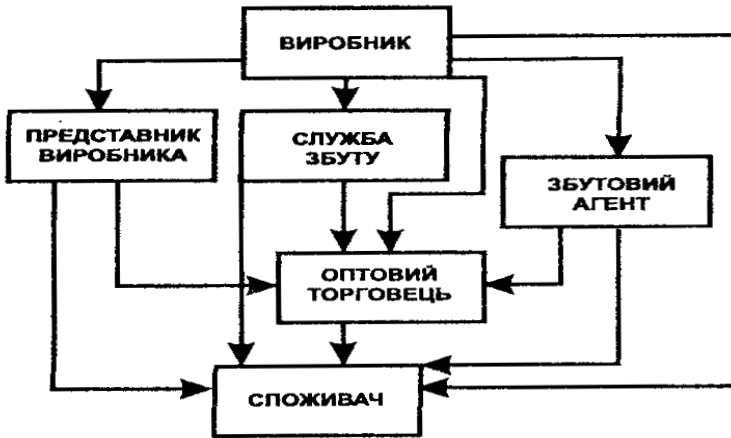 ВИРОБНИК
ПРЕДСТАВНИК
ВИРОБНИКА
СЛУЖБА
ЗБУТУ
ЗБУТОВИЙ
АГЕНТ
ОПТОВИЙ
ТОРГОВЕЦЬ
СПОЖИВАЧ